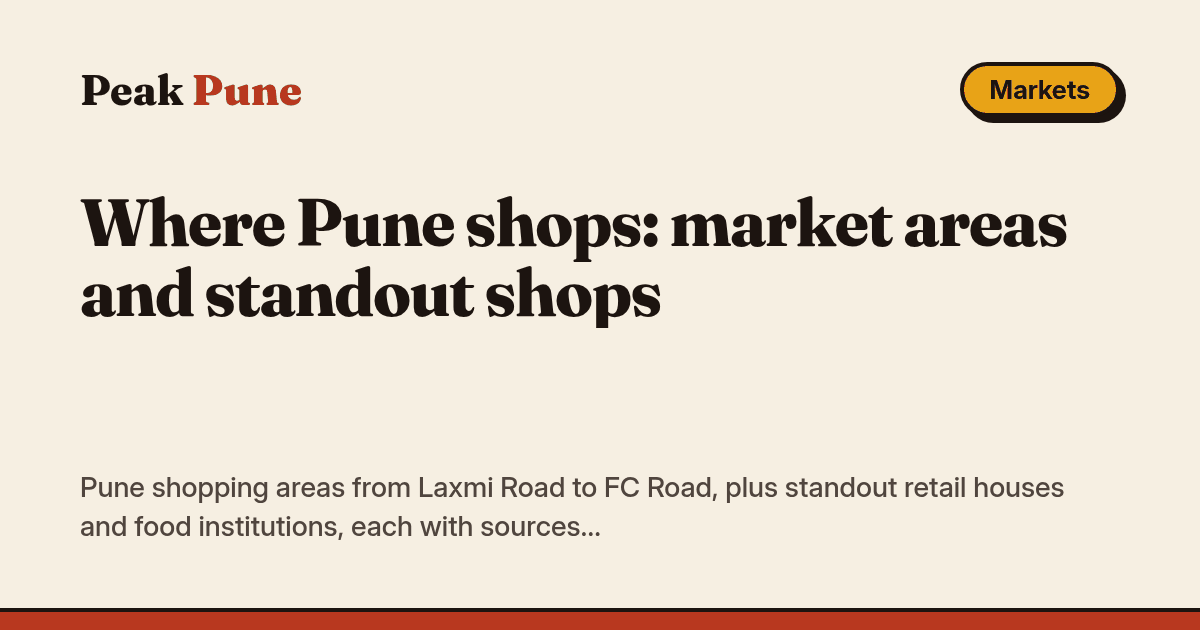 Peak Pune
Markets
Where Pune shops: market areas
and standout shops
Pune shopping areas from Laxmi Road to FC Road, plus standout retail houses
and food institutions, each with sources...